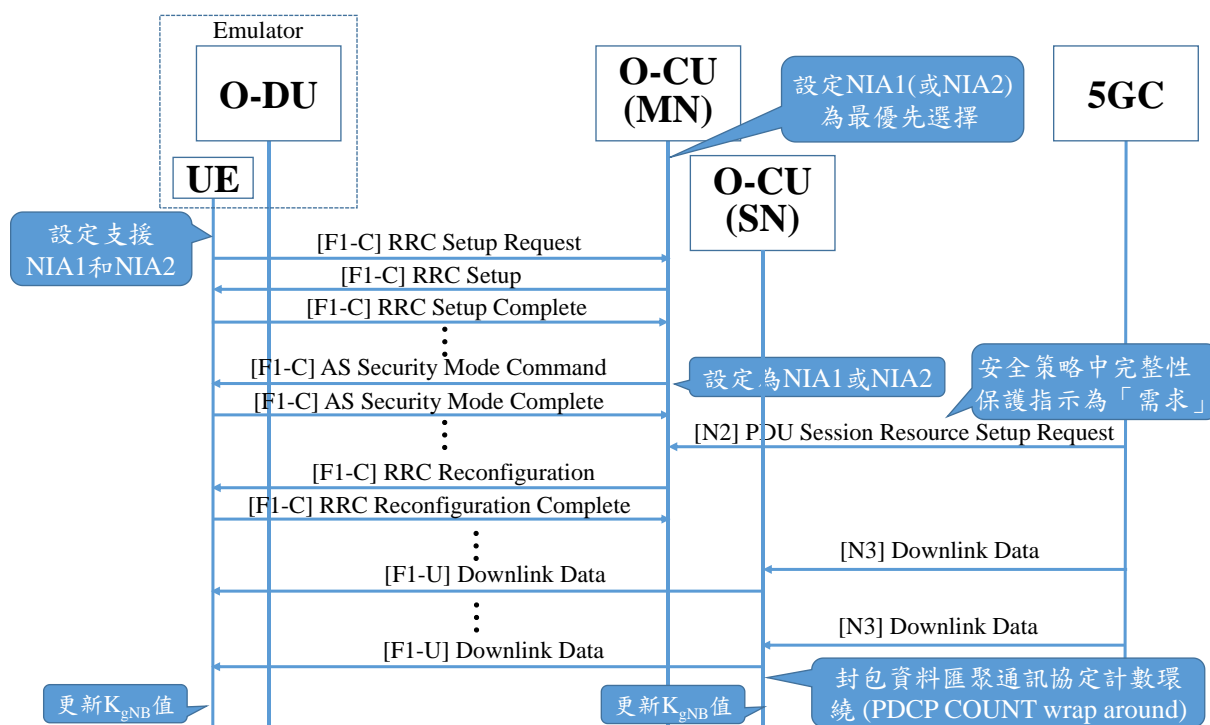 Emulator
O-DU
O-CU
(MN)
設定NIA1(或NIA2)
為最優先選擇
5GC
UE
O-CU
(SN)
設定支援
NIA1和NIA2
[F1-C] RRC Setup Request
[F1-C] RRC Setup
[F1-C] RRC Setup Complete
[F1-C] AS Security Mode Command
設定為NIA1或NIA2
安全策略中完整性
保護指示為「需求」
[F1-C] AS Security Mode Complete
[N2] PDU Session Resource Setup Request
[F1-C] RRC Reconfiguration
[F1-C] RRC Reconfiguration Complete
[N3] Downlink Data
[F1-U] Downlink Data
[N3] Downlink Data
[F1-U] Downlink Data
更新KgNB值
更新KgNB值
封包資料匯聚通訊協定計數環
繞 (PDCP COUNT wrap around)